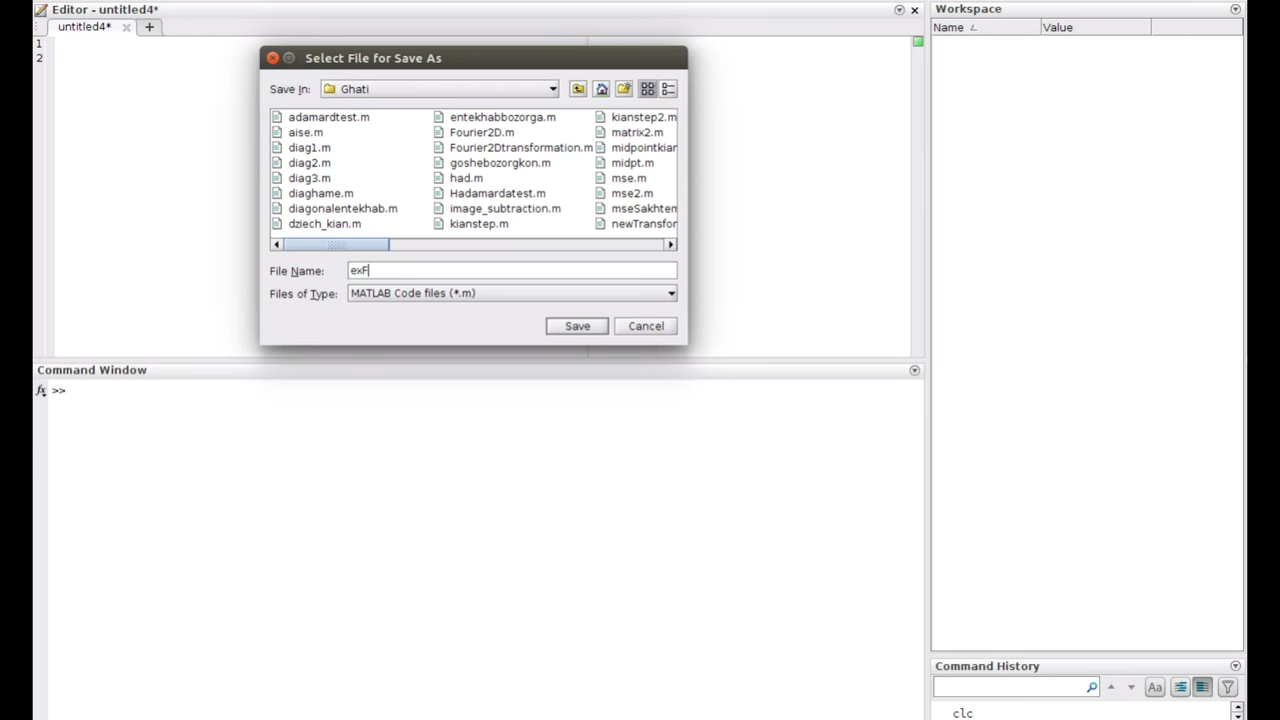 Editor - untitled4*
Workspace
untitled4*
Name Value
1
2
Select File for Save As
Save In: Ghati
adamardtest.m entekhabbozorga.m kianstep2.m
aise.m Fourier2D.m matrix2.m
diag1.m Fourier2Dtransformation.m midpointkian
diag2.m goshebozorgkon.m midpt.m
diag3.m had.m mse.m
diaghame.m Hadamardatest.m mse2.m
diagonalentekhab.m image_subtraction.m mseSakhtem
dziech_kian.m kianstep.m newTransfor
File Name: exF
Files of Type: MATLAB Code files (*.m)
Save Cancel
Command Window
fx >>
Command History
Aa
clc